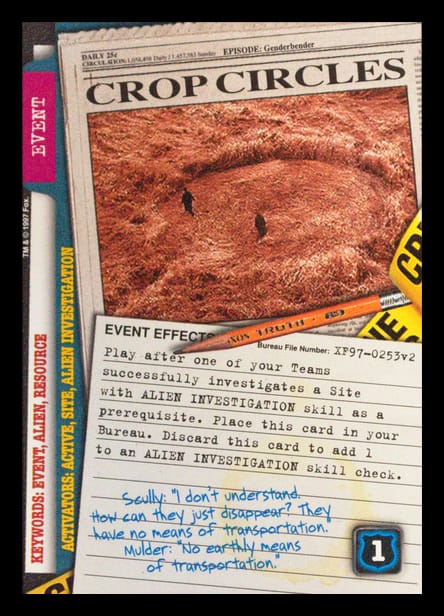 DAILY 25¢ EPISODE: Genderbender
CIRCULATION: 1,056,498 Daily / 1,457,583 Sunday
CROP CIRCLES
EVENT
TM & © 1997 Fox.
KEYWORDS: EVENT, ALIEN, RESOURCE
ACTIVATORS: ACTIVE, SITE, ALIEN INVESTIGATION
TRUTH
EVENT EFFECTS
Bureau File Number: XF97-0253v2
Play after one of your Teams
successfully investigates a Site
with ALIEN INVESTIGATION skill as a
prerequisite. Place this card in your
Bureau. Discard this card to add 1
to an ALIEN INVESTIGATION skill check.
Scully: "I don't understand.
How can they just disappear? They
have no means of transportation.
Mulder: "No earthly means
of transportation."
1